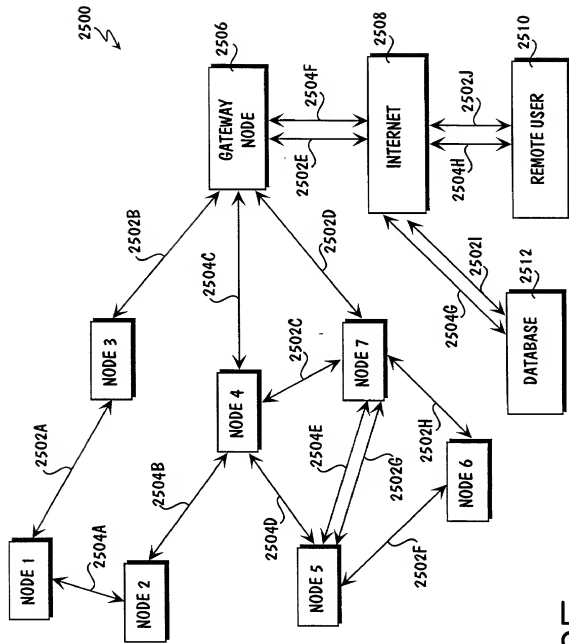 2500
2506
GATEWAY
NODE
2502B
2504F
2502E
2508
INTERNET
2504C
2502D
2504H
2502J
2510
REMOTE USER
NODE 3
2502A
NODE 4
2502C
NODE 7
2504G
2502I
2512
DATABASE
NODE 1
2504A
NODE 2
2504B
2504D
2504E
2502G
2502H
NODE 5
2502F
NODE 6